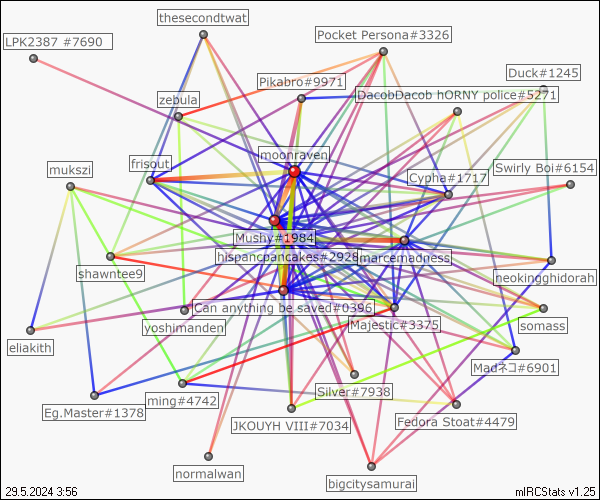 thesecondtwat
LPK2387 #7690
Pocket Persona#3326
Duck#1245
Pikabro#9971
DacobDacob hORNY police#5271
zebula
moonraven
frisout
Swirly Boi#6154
mukszi
Cypha#1717
Mushy#1984
hispancpancakes#2928
marcemadness
shawntee9
neokingghidorah
Can anything be saved#0396
yoshimanden
Majestic#3375
somass
eliakith
Madネコ#6901
Silver#7938
ming#4742
Eg.Master#1378
JKOUYH VIII#7034
Fedora Stoat#4479
normalwan
bigcitysamurai
29.5.2024 3:56
mIRCStats v1.25